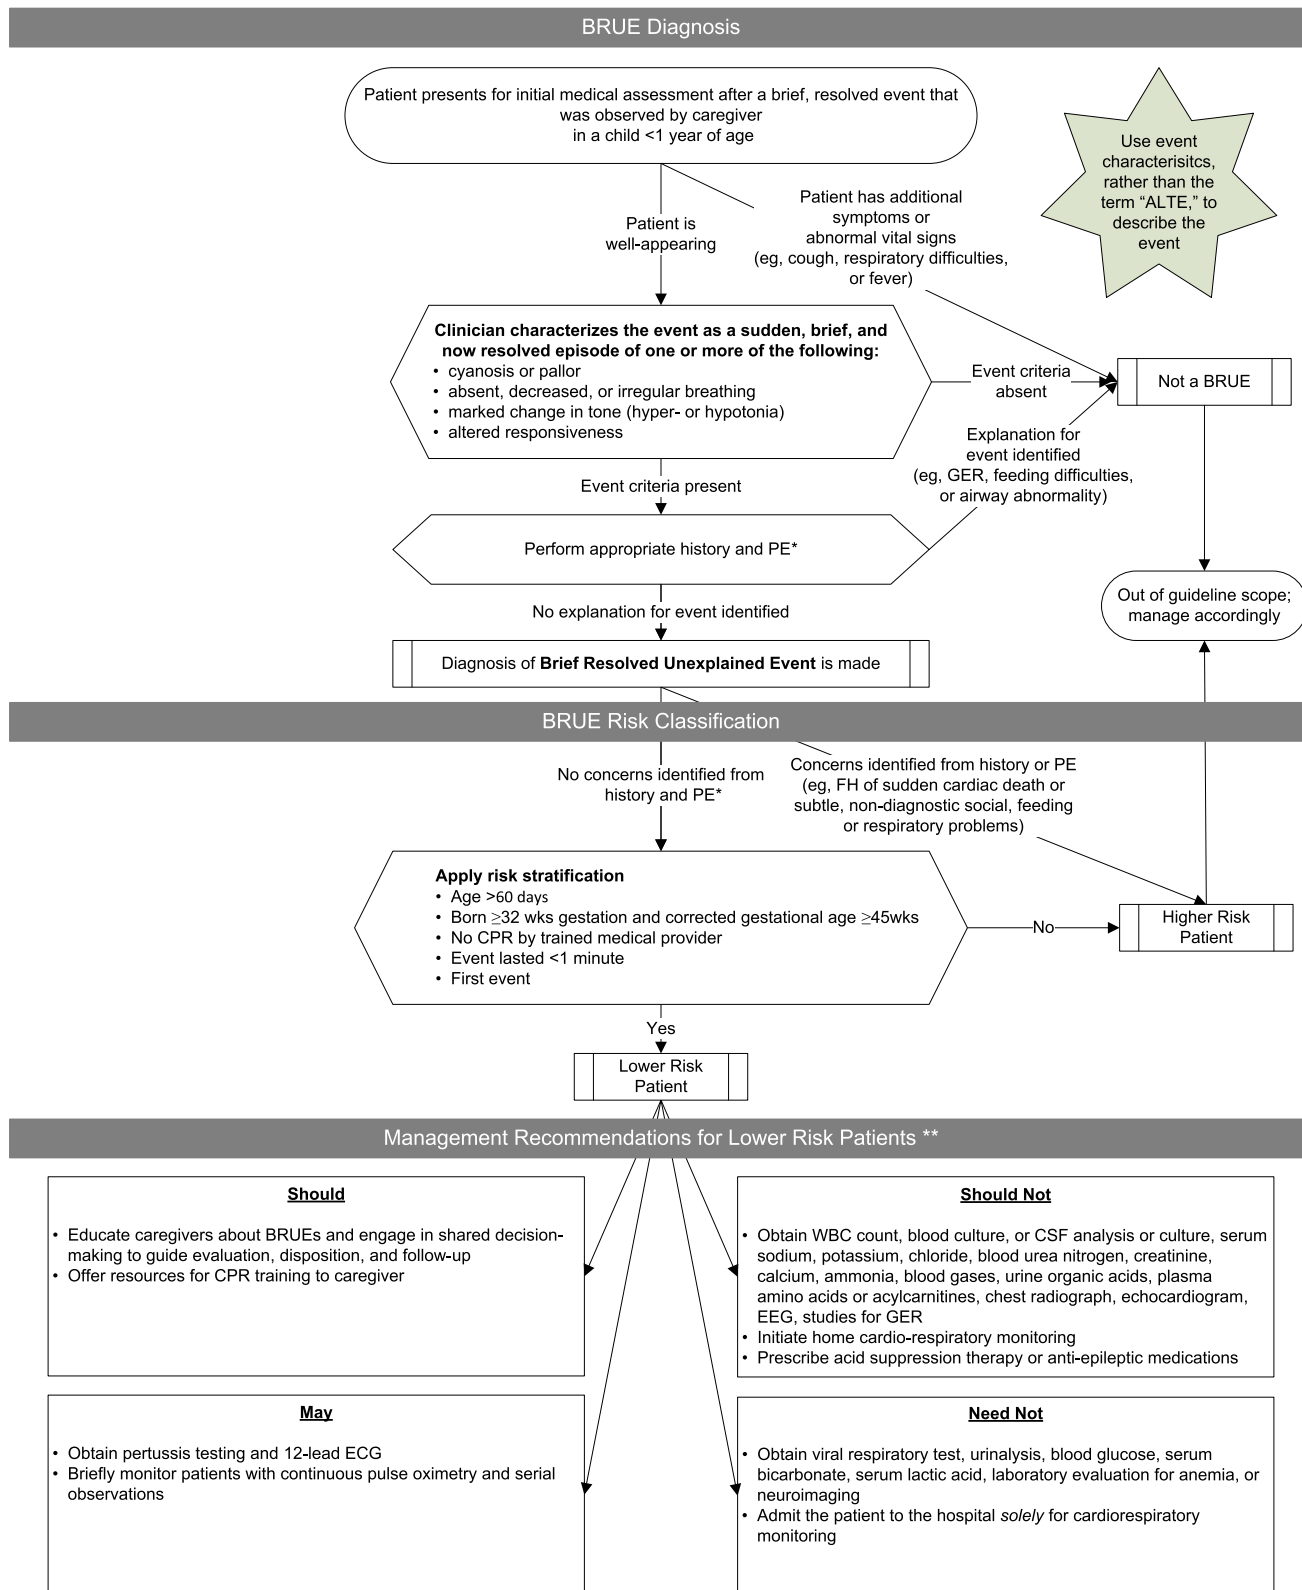 BRUE Diagnosis
Patient presents for initial medical assessment after a brief, resolved event that
was observed by caregiver
in a child <1 year of age
Use event
characterisitcs,
rather than the
term “ALTE,” to
describe the
event
Patient is
well-appearing
Patient has additional
symptoms or
abnormal vital signs
(eg, cough, respiratory difficulties,
or fever)
Clinician characterizes the event as a sudden, brief, and
now resolved episode of one or more of the following:
• cyanosis or pallor
• absent, decreased, or irregular breathing
• marked change in tone (hyper- or hypotonia)
• altered responsiveness
Event criteria
absent
Not a BRUE
Explanation for
event identified
(eg, GER, feeding difficulties,
or airway abnormality)
Event criteria present
Perform appropriate history and PE*
No explanation for event identified
Out of guideline scope;
manage accordingly
Diagnosis of Brief Resolved Unexplained Event is made
BRUE Risk Classification
No concerns identified from
history and PE*
Concerns identified from history or PE
(eg, FH of sudden cardiac death or
subtle, non-diagnostic social, feeding
or respiratory problems)
Apply risk stratification
• Age >60 days
• Born ≥32 wks gestation and corrected gestational age ≥45wks
• No CPR by trained medical provider
• Event lasted <1 minute
• First event
No
Higher Risk
Patient
Yes
Lower Risk
Patient
Management Recommendations for Lower Risk Patients **
Should
• Educate caregivers about BRUEs and engage in shared decision-
making to guide evaluation, disposition, and follow-up
• Offer resources for CPR training to caregiver
Should Not
• Obtain WBC count, blood culture, or CSF analysis or culture, serum
sodium, potassium, chloride, blood urea nitrogen, creatinine,
calcium, ammonia, blood gases, urine organic acids, plasma
amino acids or acylcarnitines, chest radiograph, echocardiogram,
EEG, studies for GER
• Initiate home cardio-respiratory monitoring
• Prescribe acid suppression therapy or anti-epileptic medications
May
• Obtain pertussis testing and 12-lead ECG
• Briefly monitor patients with continuous pulse oximetry and serial
observations
Need Not
• Obtain viral respiratory test, urinalysis, blood glucose, serum
bicarbonate, serum lactic acid, laboratory evaluation for anemia, or
neuroimaging
• Admit the patient to the hospital solely for cardiorespiratory
monitoring